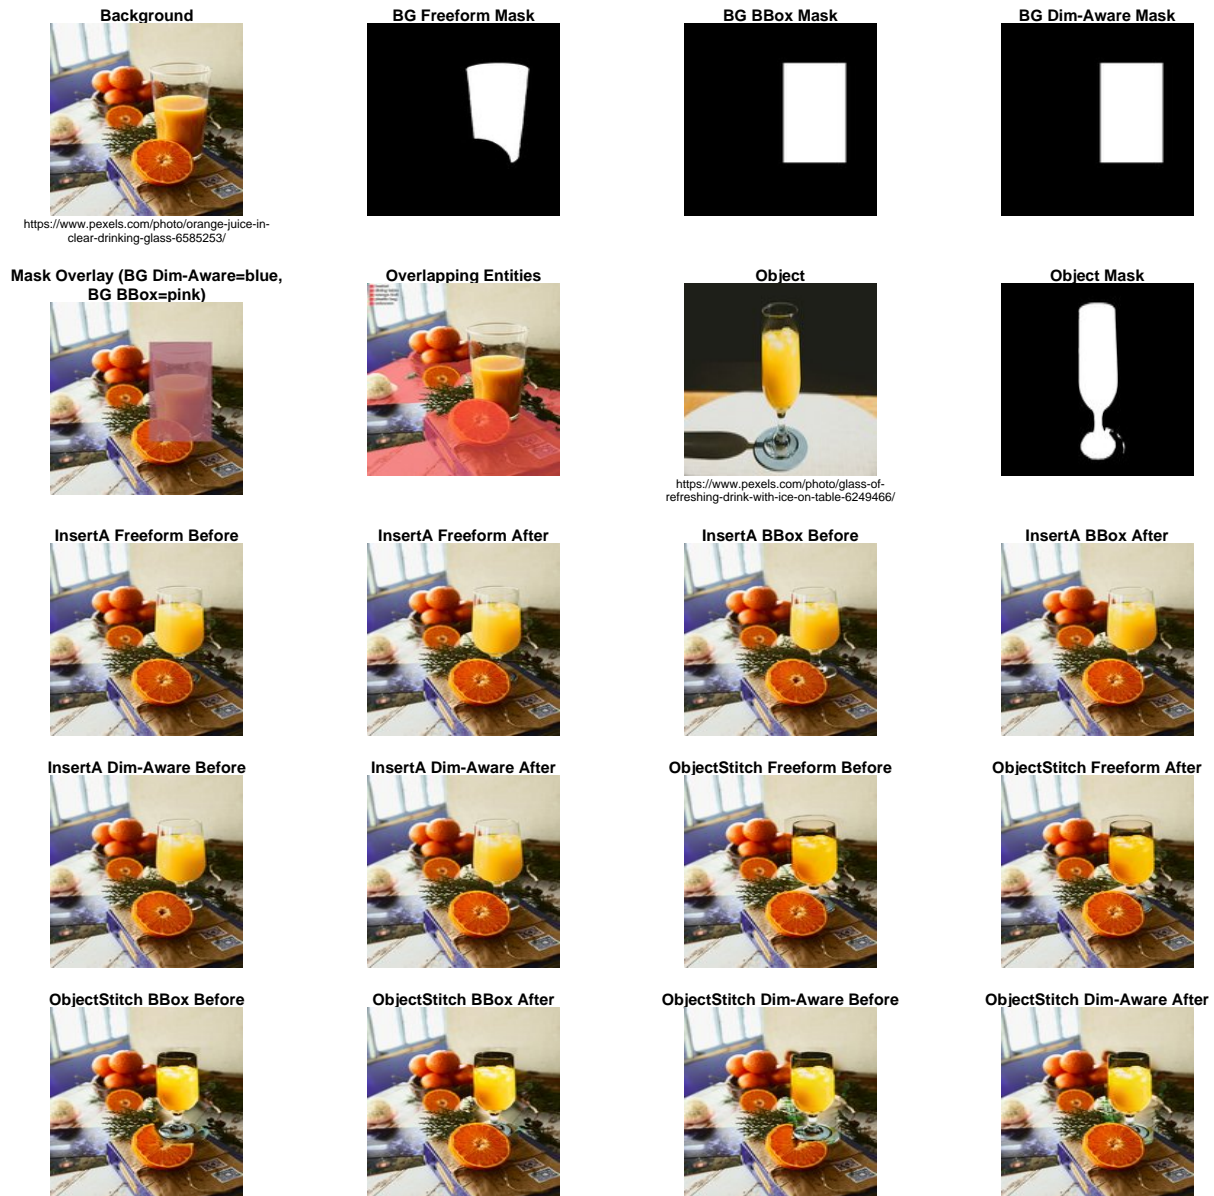 Background
BG Freeform Mask
BG BBox Mask
BG Dim-Aware Mask
https://www.pexels.com/photo/orange-juice-in-
clear-drinking-glass-6585253/
Mask Overlay (BG Dim-Aware=blue,
BG BBox=pink)
Overlapping Entities
Object
Object Mask
https://www.pexels.com/photo/glass-of-
refreshing-drink-with-ice-on-table-6249466/
InsertA Freeform Before
InsertA Freeform After
InsertA BBox Before
InsertA BBox After
InsertA Dim-Aware Before
InsertA Dim-Aware After
ObjectStitch Freeform Before
ObjectStitch Freeform After
ObjectStitch BBox Before
ObjectStitch BBox After
ObjectStitch Dim-Aware Before
ObjectStitch Dim-Aware After